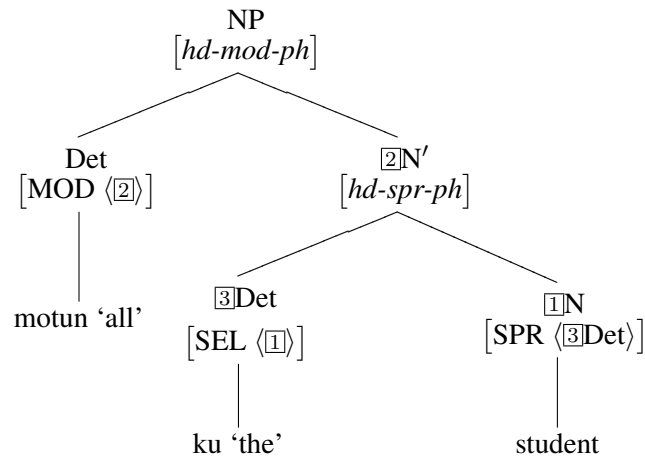 NP
[hd-mod-ph]
Det
[MOD ⟨2⟩]
2N′
[hd-spr-ph]
motun ‘all’
3Det
[SEL ⟨1⟩]
1N
[SPR ⟨3Det⟩]
ku ‘the’
student